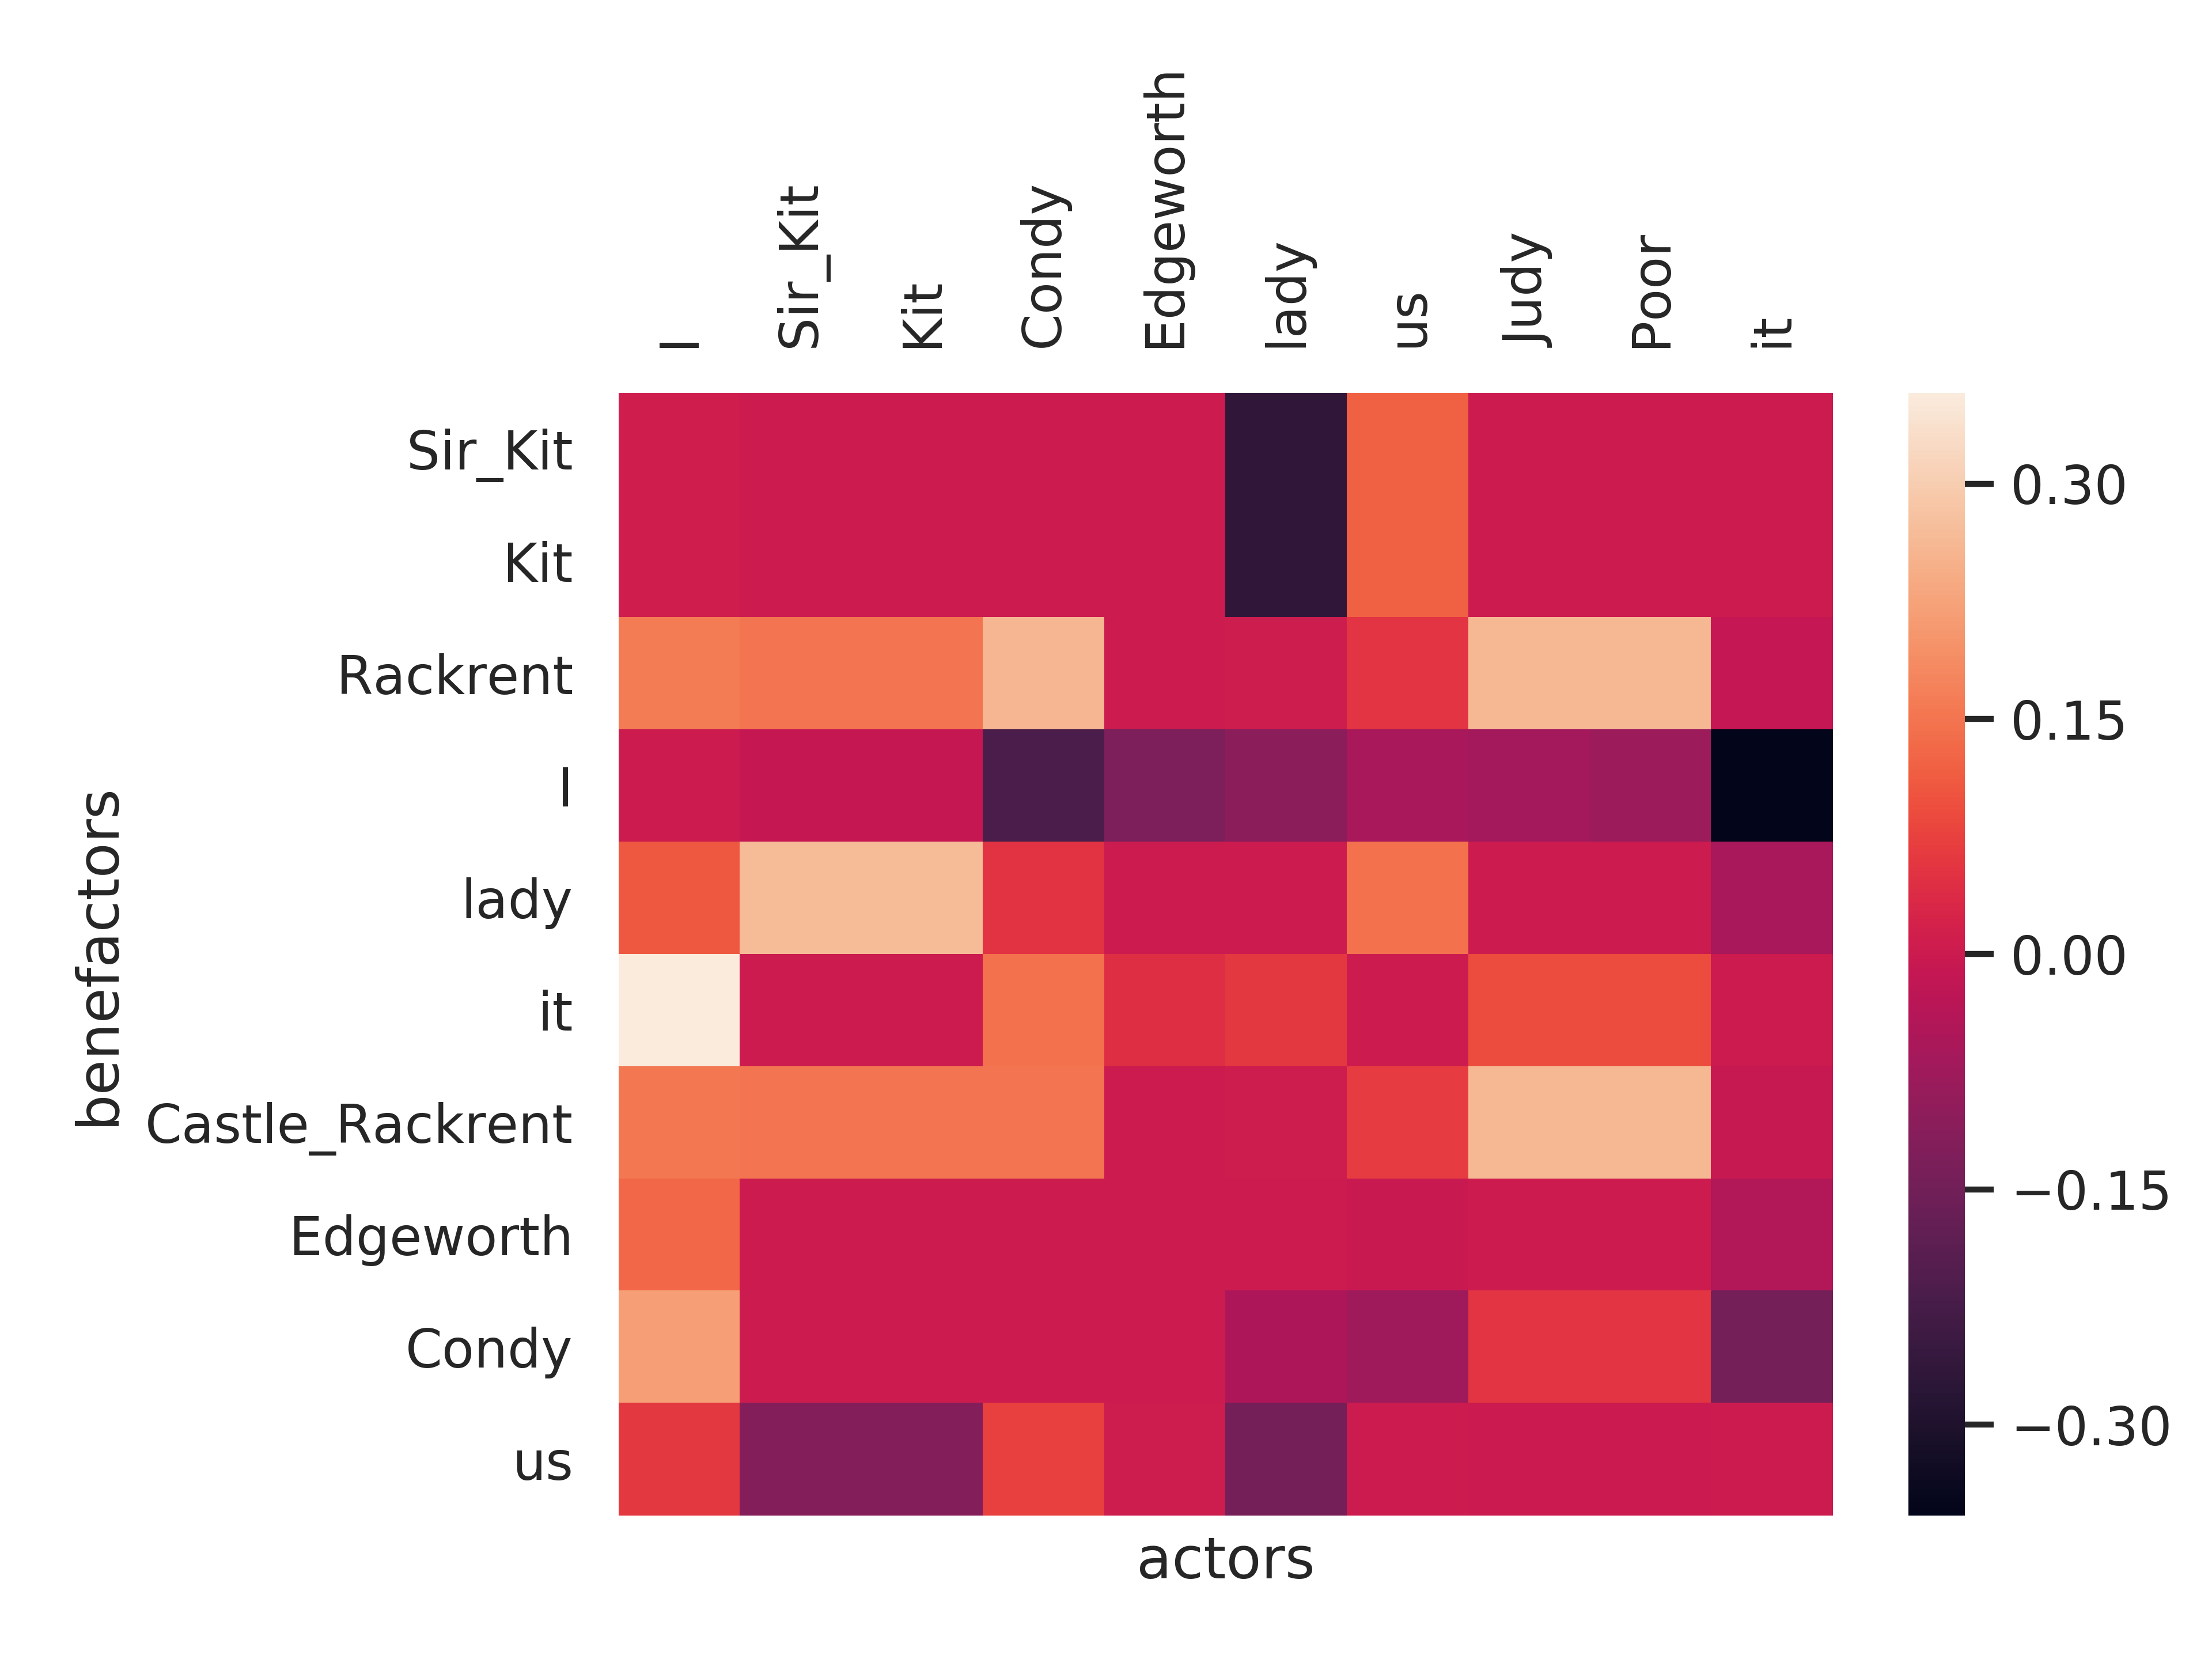 I
Sir_Kit
Kit
Condy
Edgeworth
lady
us
Judy
Poor
it
Sir_Kit
Kit
Rackrent
I
lady
it
Castle_Rackrent
Edgeworth
Condy
us
benefactors
actors
0.30
0.15
0.00
−0.15
−0.30